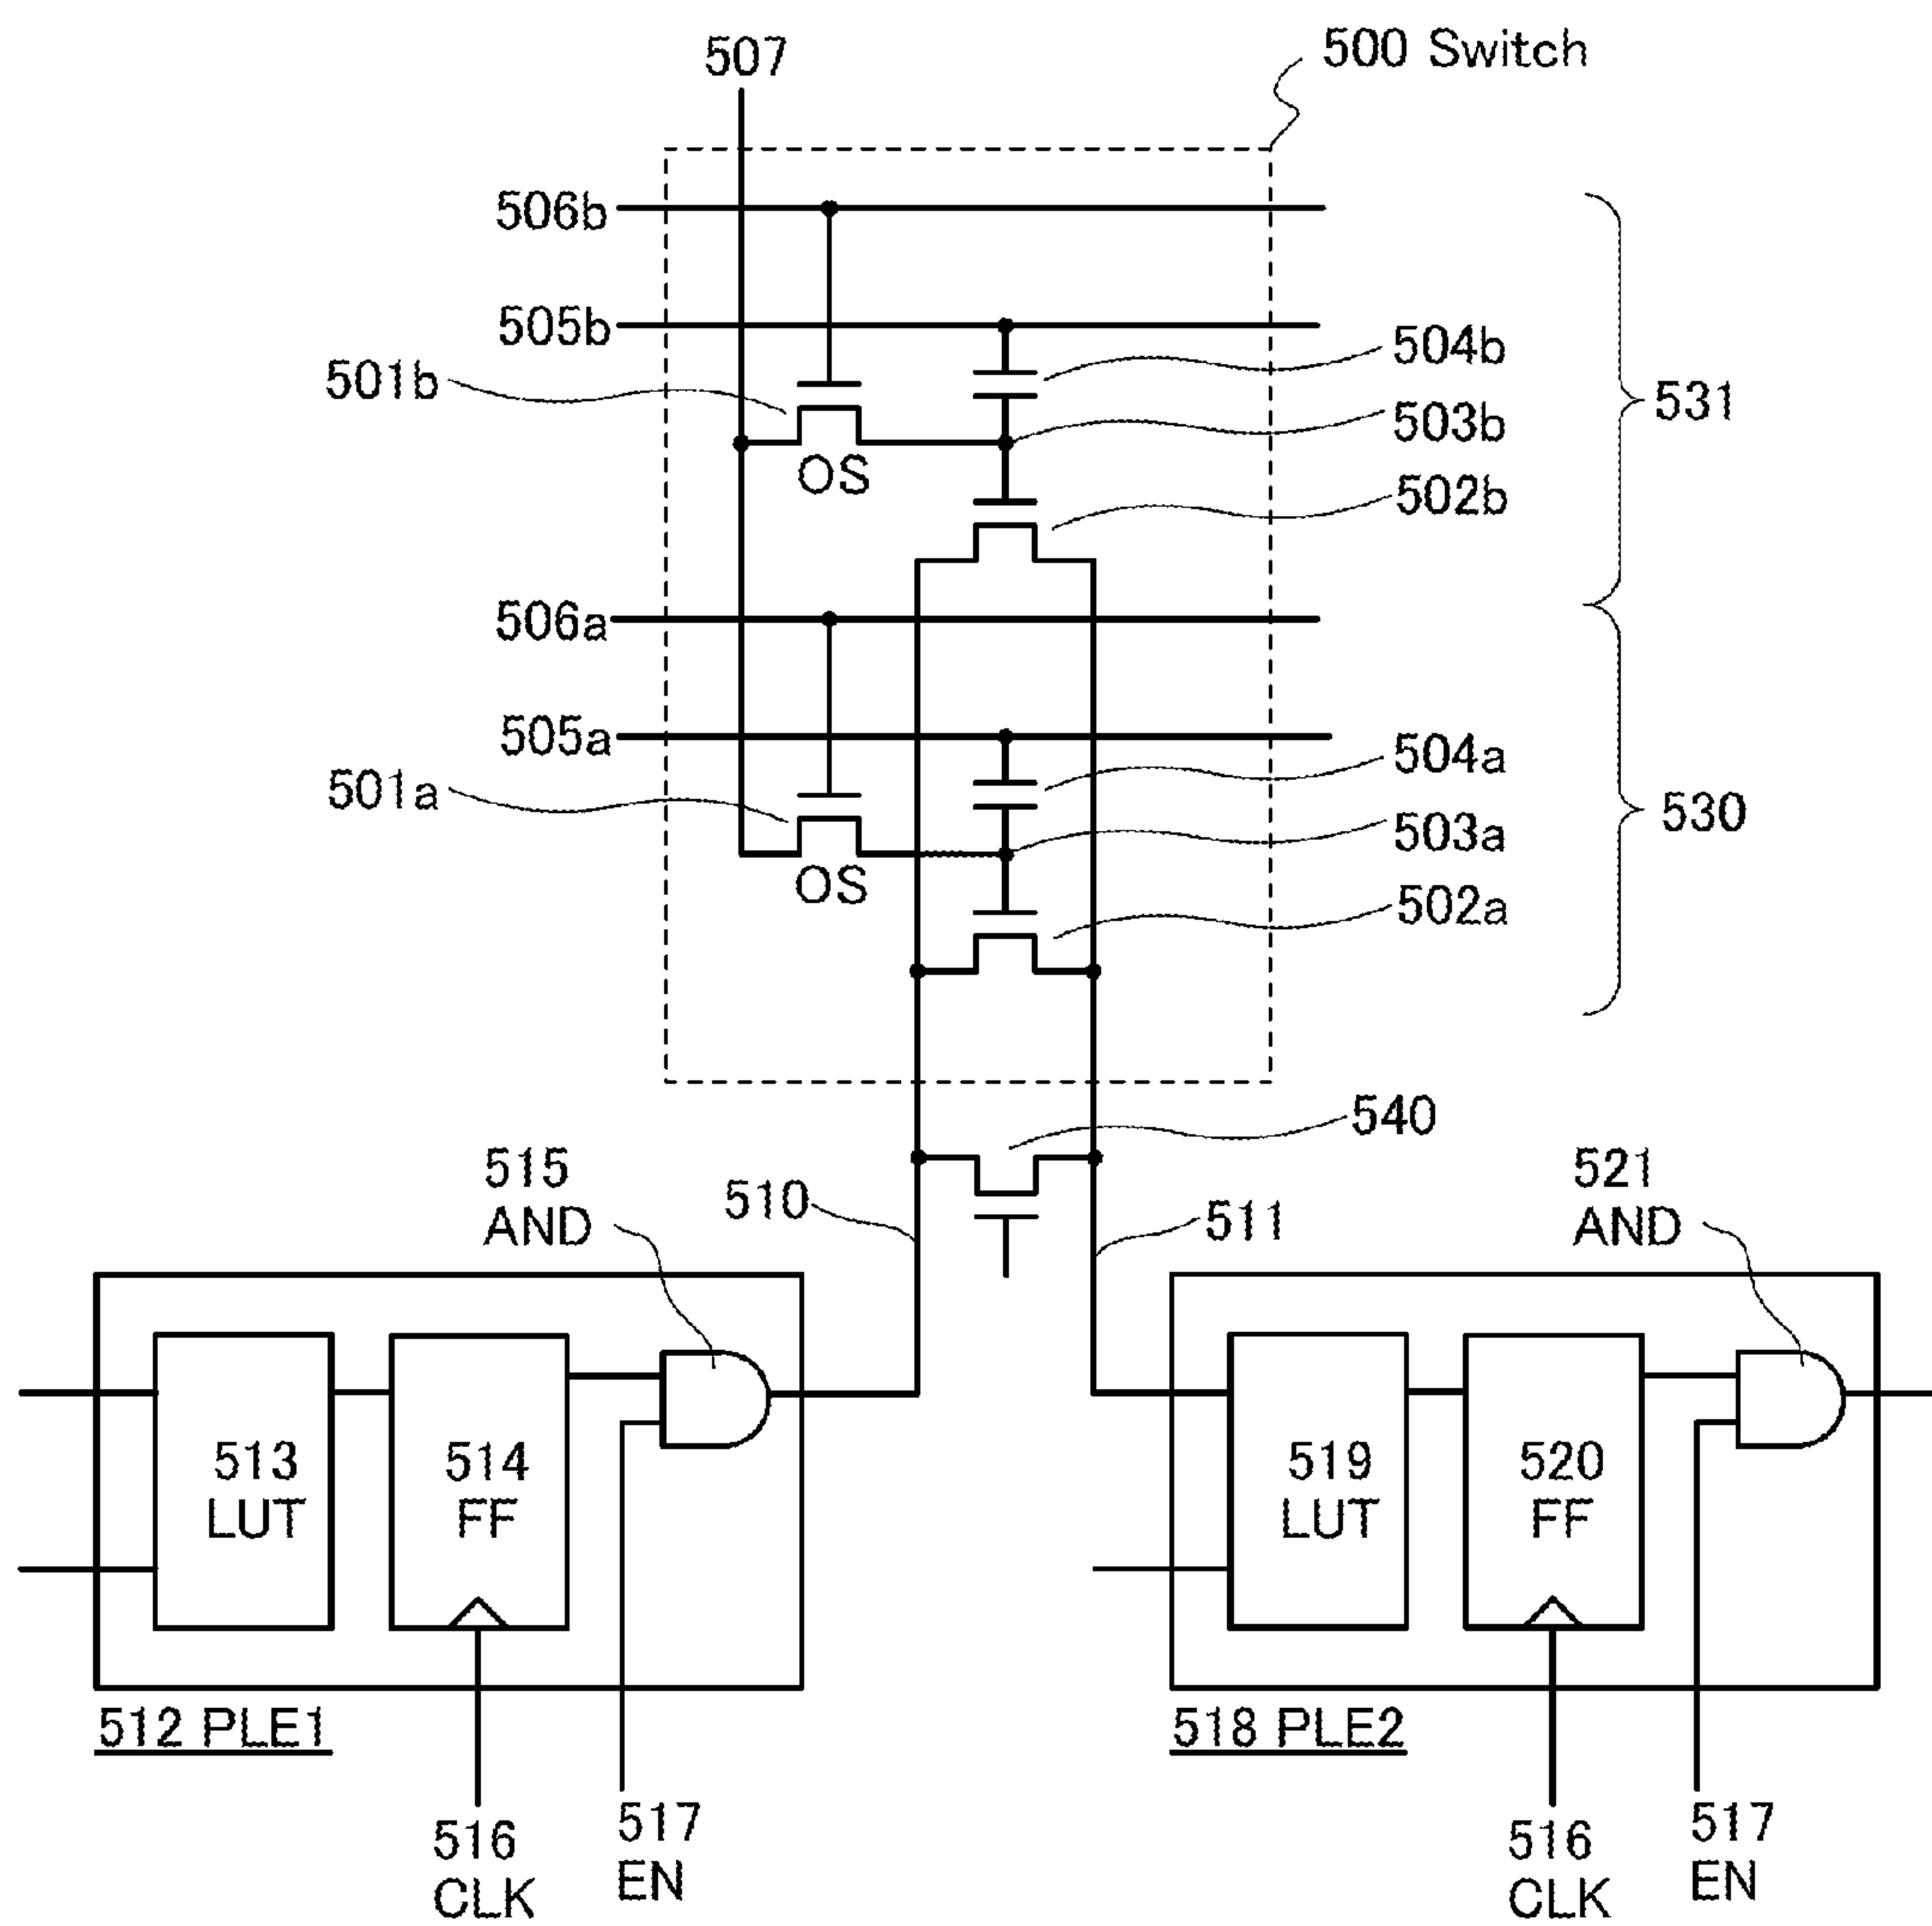 507
500 Switch
506b
505b
504b
501b
531
503b
OS
502b
506a
505a
504a
501a
530
503a
OS
502a
540
515
AND
510
511
521
AND
513
LUT
514
FF
519
LUT
520
FF
512 PLE1
518 PLE2
516
CLK
517
EN
516
CLK
517
EN